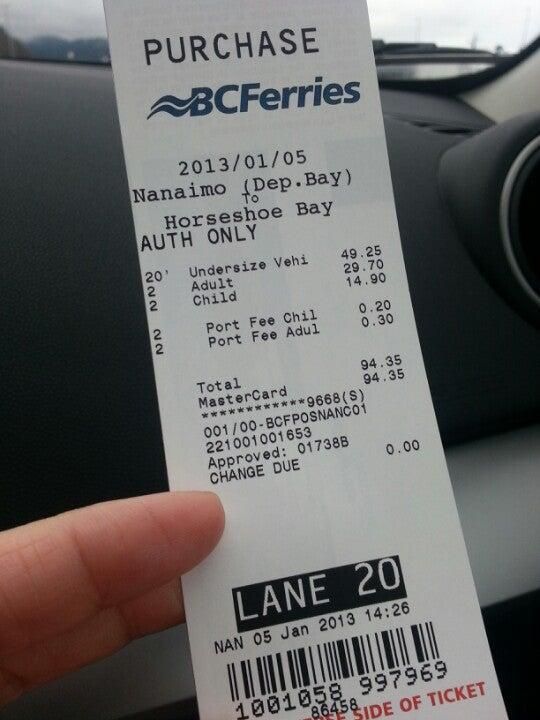 PURCHASE
BCFerries
2013/01/05
Nanaimo (Dep.Bay)
To
Horseshoe Bay
AUTH ONLY
20' Undersize Vehi 49.25
2 Adult 29.70
2 Child 14.90
2 Port Fee Chil 0.20
2 Port Fee Adul 0.30
Total 94.35
MasterCard 94.35
************9668(S)
001/00-BCFPOSNANC01
221001001653
Approved: 01738B
CHANGE DUE 0.00
LANE 20
NAN 05 Jan 2013 14:26
1001058 997969
86458
SIDE OF TICKET